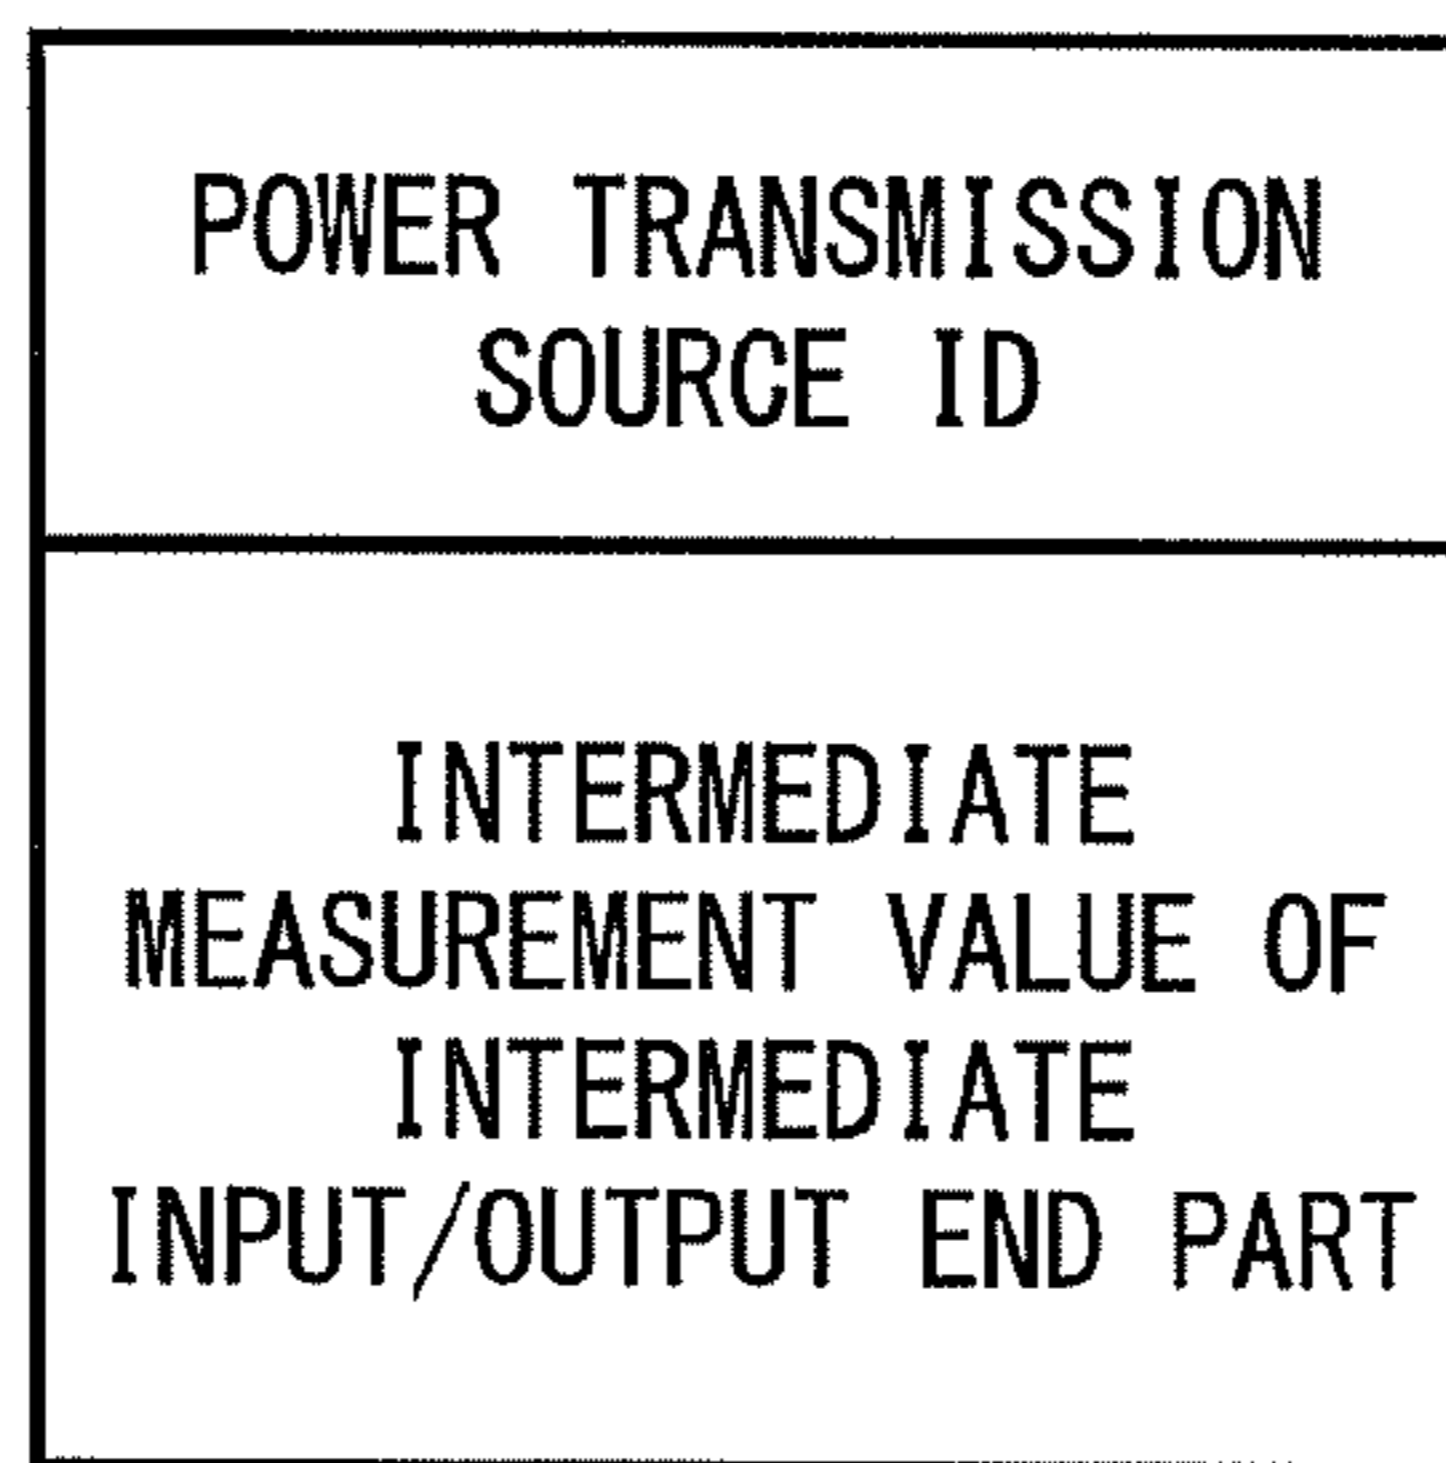 POWER TRANSMISSION
SOURCE ID
INTERMEDIATE
MEASUREMENT VALUE OF
INTERMEDIATE
INPUT/OUTPUT END PART